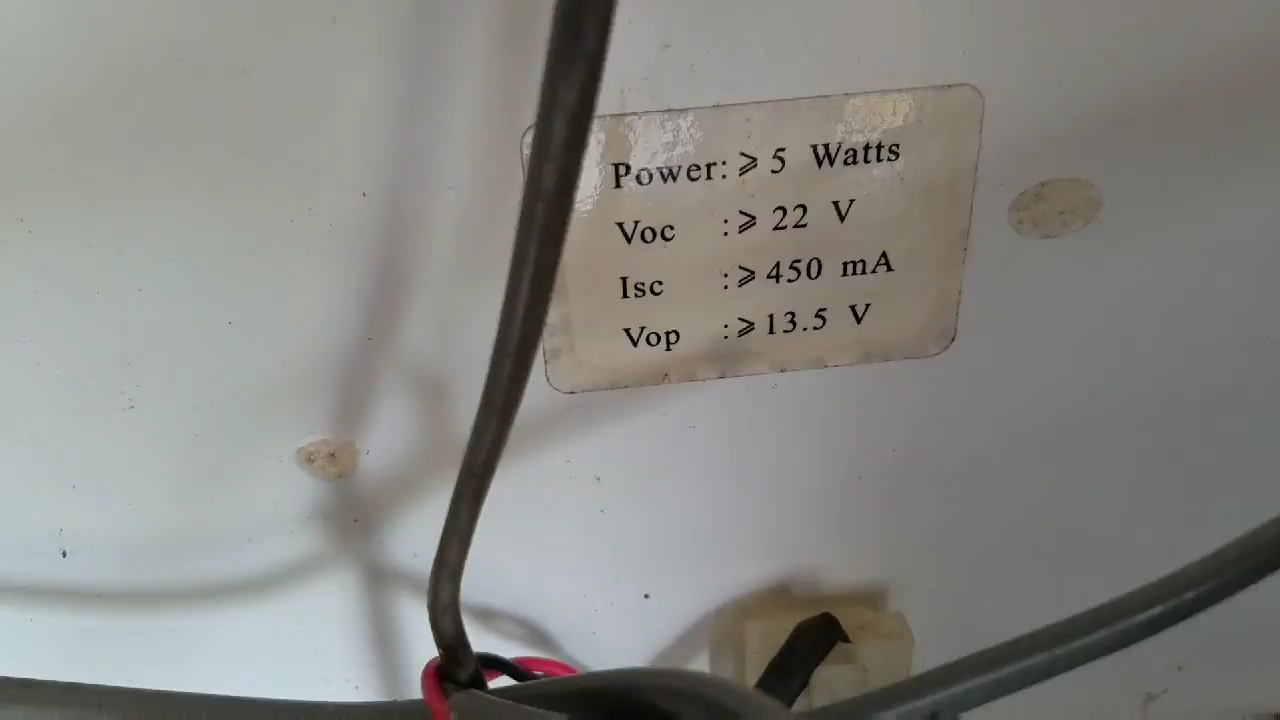 Power: ⩾ 5 Watts
Voc : ⩾ 22 V
Isc : ⩾ 450 mA
Vop : ⩾ 13.5 V